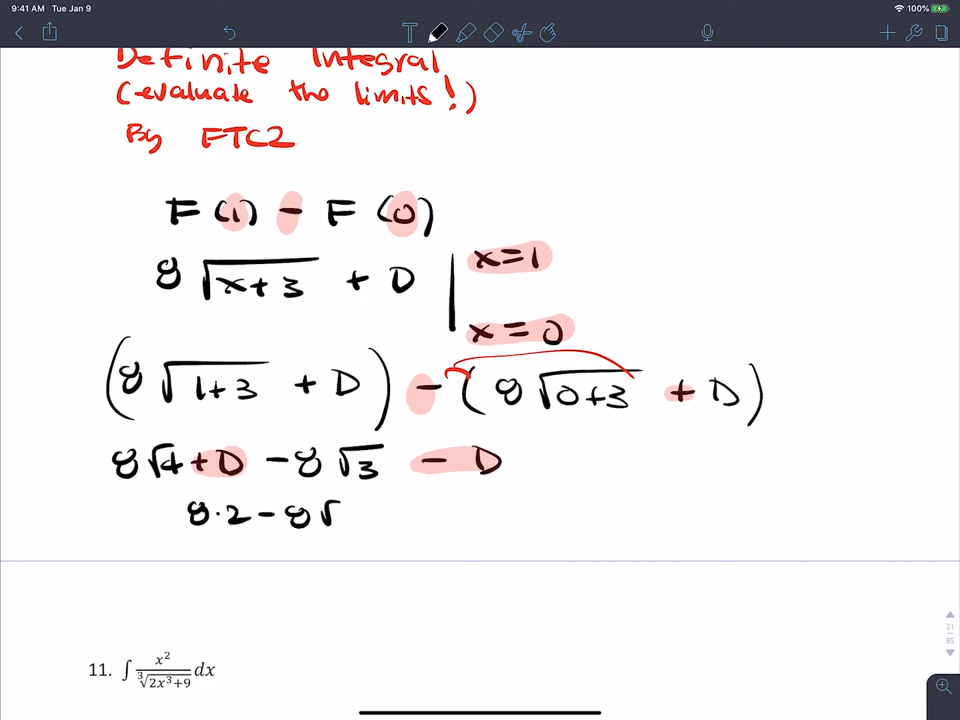 9:41 AM Tue Jan 9
100%
Definite Integral
(evaluate the limits!)
By FTC2
F(1) - F(0)
8√(x+3) + D | x=1
x=0
(8√(1+3) + D) - (8√(0+3) + D)
8√4 + D - 8√3 - D
8·2 - 8√
21
85
11. ∫ x²/∛(2x³+9) dx